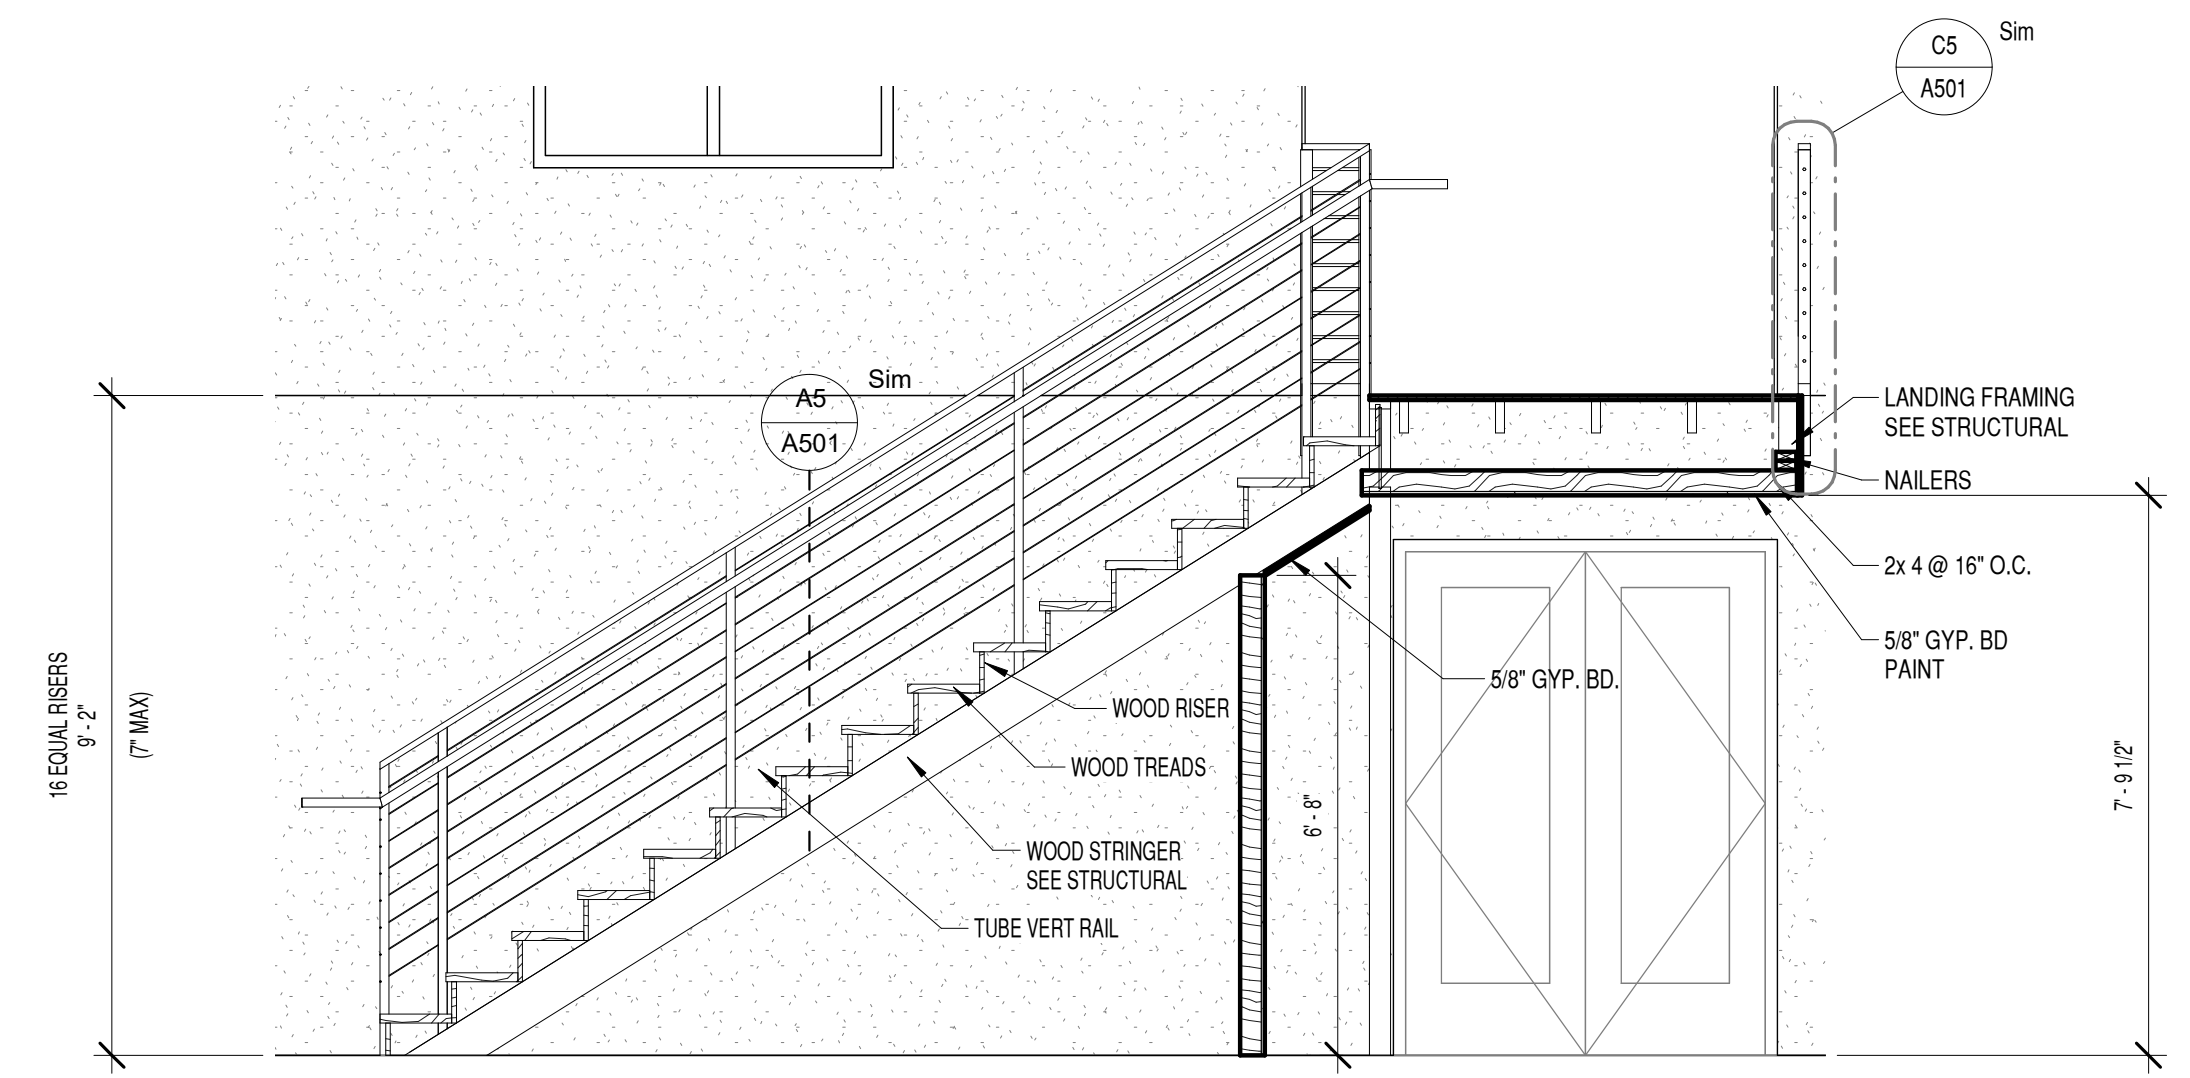 C5
A501
Sim
A5
A501
Sim
LANDING FRAMING
SEE STRUCTURAL
NAILERS
2x 4 @ 16" O.C.
5/8" GYP. BD
PAINT
5/8" GYP. BD.
WOOD RISER
WOOD TREADS
WOOD STRINGER
SEE STRUCTURAL
TUBE VERT RAIL
16 EQUAL RISERS
9' - 2"
(7" MAX)
6' - 8"
7' - 9 1/2"